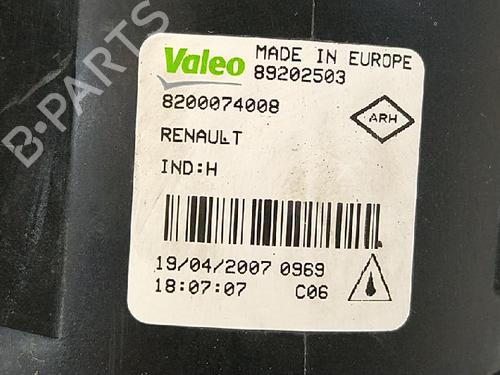 Valeo MADE IN EUROPE
89202503
8200074008
ARH
RENAULT
IND:H
19/04/2007 0969
18:07:07 C06
B-PARTS